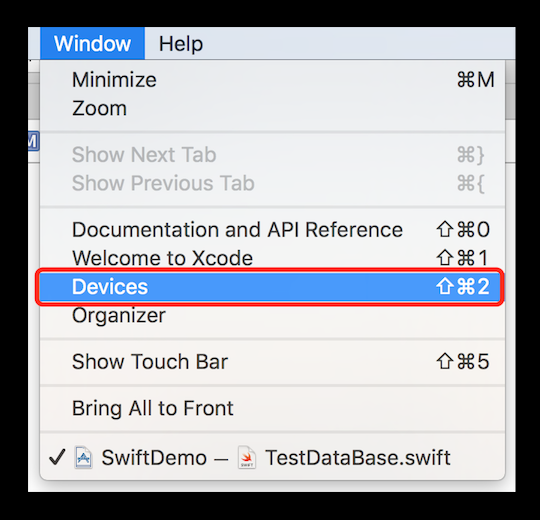 Window Help
Minimize ⌘M
Zoom
M
Show Next Tab ⌘}
Show Previous Tab ⌘{
Documentation and API Reference ⇧⌘0
Welcome to Xcode ⇧⌘1
Devices ⇧⌘2
Organizer
Show Touch Bar ⇧⌘5
Bring All to Front
✓ SwiftDemo — SWIFT TestDataBase.swift